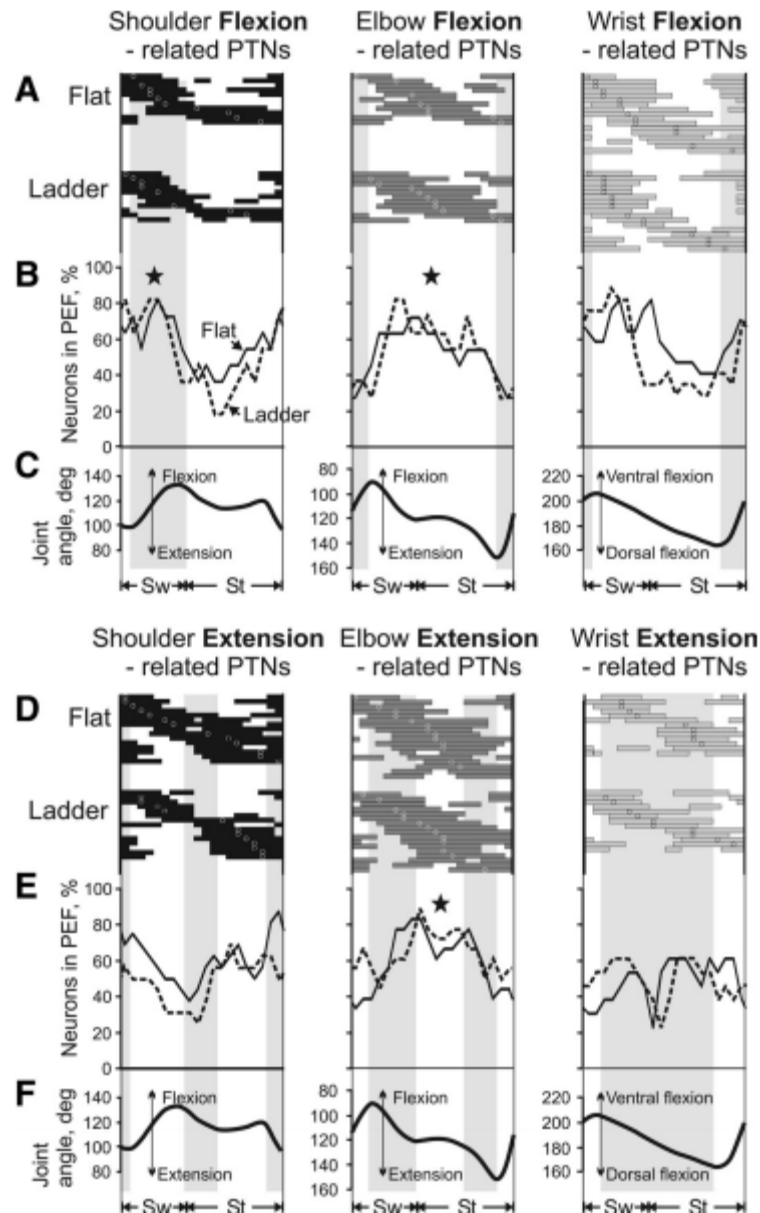 Shoulder Flexion Elbow Flexion Wrist Flexion
- related PTNs - related PTNs - related PTNs
A Flat
Ladder
B Neurons in PEF, %
100
80
60
40
20
0
★ ★
Flat
Ladder
C Joint angle, deg
140
120
100
80
Flexion
Extension
80
100
120
140
160
Flexion
Extension
220
200
180
160
Ventral flexion
Dorsal flexion
Sw St Sw St Sw St
Shoulder Extension Elbow Extension Wrist Extension
- related PTNs - related PTNs - related PTNs
D Flat
Ladder
E Neurons in PEF, %
100
80
60
40
20
0
★
F Joint angle, deg
140
120
100
80
Flexion
Extension
80
100
120
140
160
Flexion
Extension
220
200
180
160
Ventral flexion
Dorsal flexion
Sw St Sw St Sw St